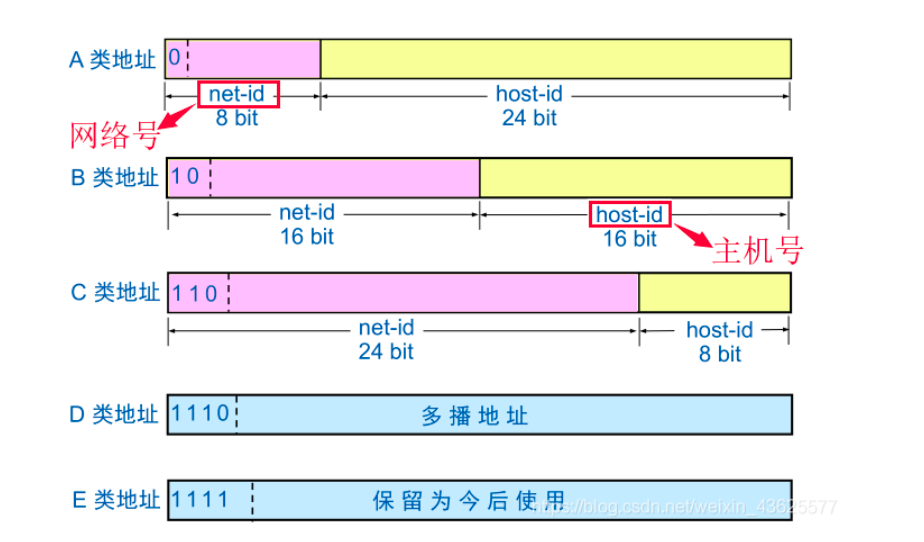 A 类地址
0
net-id
host-id
8 bit
24 bit
网络号
B 类地址
1 0
net-id
host-id
16 bit
16 bit
主机号
C 类地址
1 1 0
net-id
host-id
24 bit
8 bit
D 类地址
1 1 1 0
多 播 地 址
E 类地址
1 1 1 1
保 留 为 今 后 使 用
https://blog.csdn.net/weixin_43625577